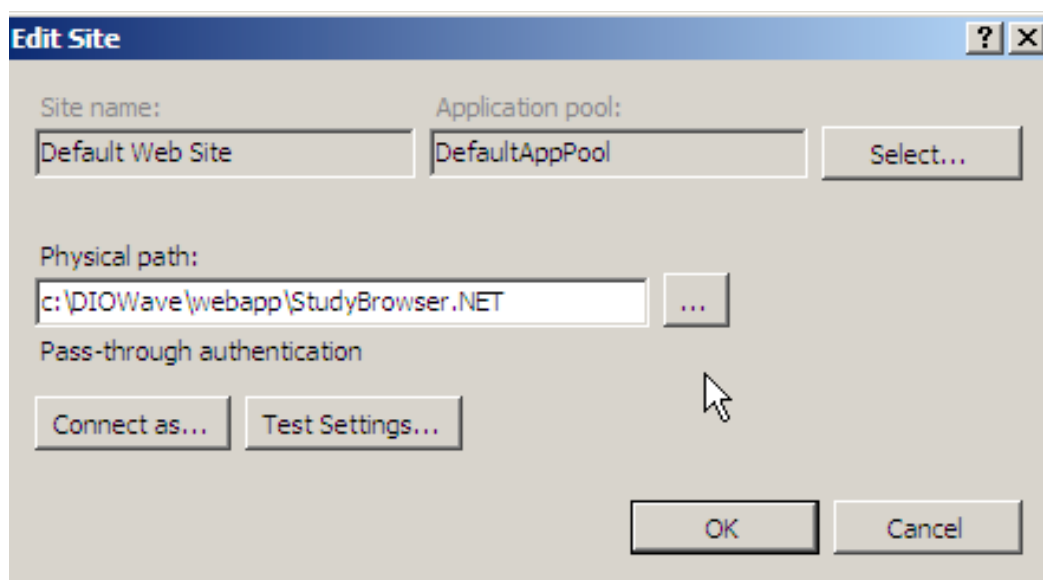 Edit Site
Site name:
Application pool:
Default Web Site
DefaultAppPool
Select...
Physical path:
c:\DIOWave\webapp\StudyBrowser.NET
...
Pass-through authentication
Connect as...
Test Settings...
OK
Cancel